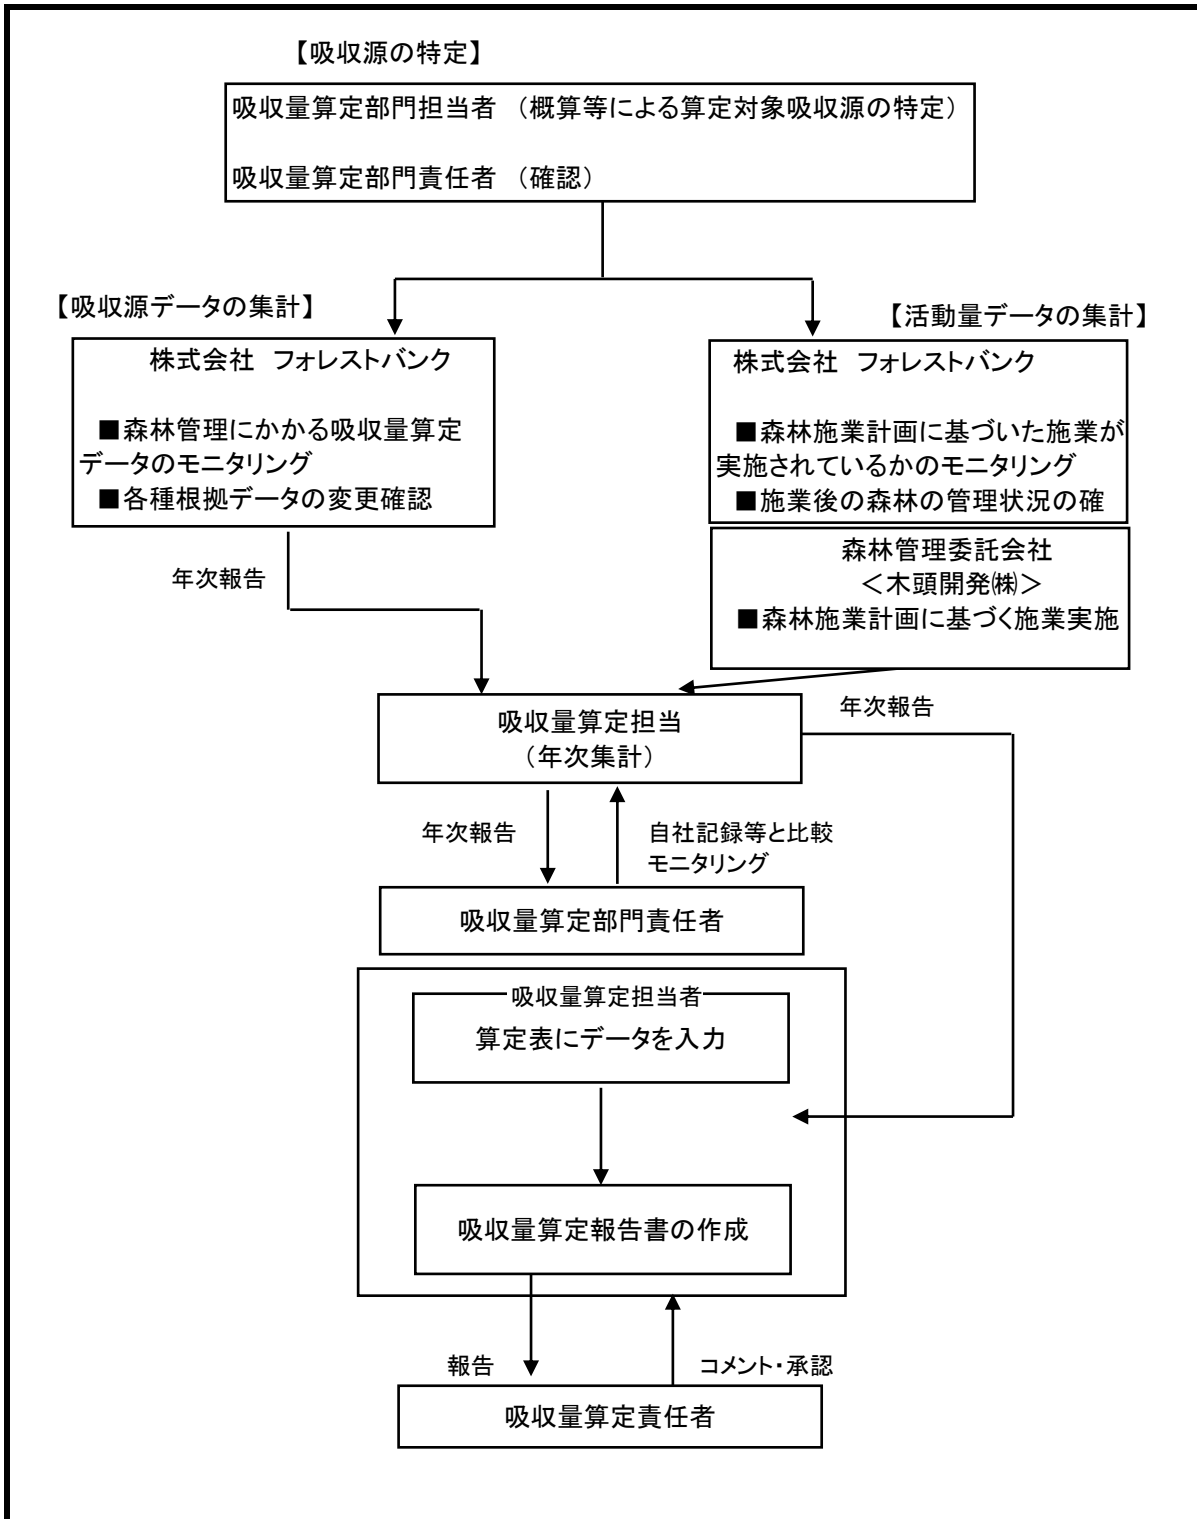 【吸収源の特定】
吸収量算定部門担当者　（概算等による算定対象吸収源の特定）
吸収量算定部門責任者　（確認）
【吸収源データの集計】
株式会社　フォレストバンク
■森林管理にかかる吸収量算定
データのモニタリング
■各種根拠データの変更確認
年次報告
【活動量データの集計】
株式会社　フォレストバンク
■森林施業計画に基づいた施業が
実施されているかのモニタリング
■施業後の森林の管理状況の確
森林管理委託会社
＜木頭開発㈱＞
■森林施業計画に基づく施業実施
年次報告
吸収量算定担当
（年次集計）
年次報告
自社記録等と比較
モニタリング
吸収量算定部門責任者
吸収量算定担当者
算定表にデータを入力
吸収量算定報告書の作成
報告
コメント・承認
吸収量算定責任者